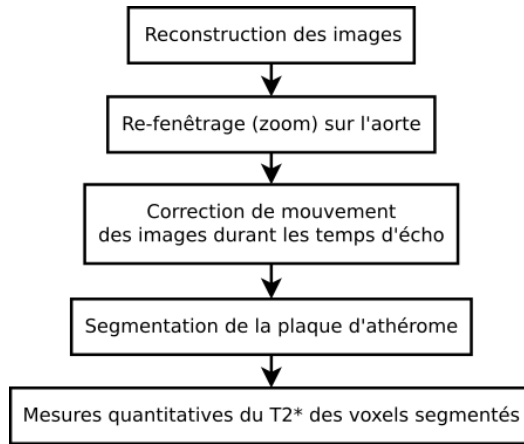 Reconstruction des images
Re-fenêtrage (zoom) sur l'aorte
Correction de mouvement
des images durant les temps d'écho
Segmentation de la plaque d'athérome
Mesures quantitatives du T2* des voxels segmentés